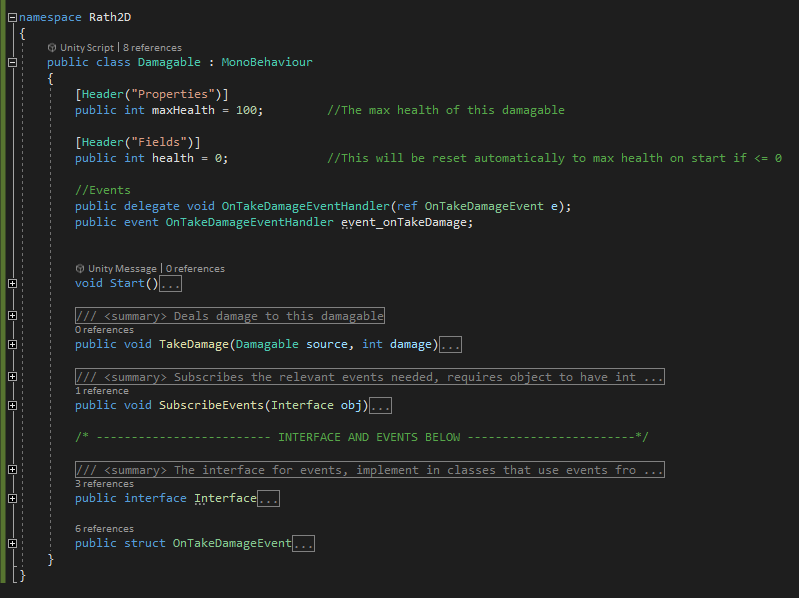 namespace Rath2D
{
Unity Script | 8 references
public class Damagable : MonoBehaviour
{
[Header("Properties")]
public int maxHealth = 100; //The max health of this damagable
[Header("Fields")]
public int health = 0; //This will be reset automatically to max health on start if <= 0
//Events
public delegate void OnTakeDamageEventHandler(ref OnTakeDamageEvent e);
public event OnTakeDamageEventHandler event_onTakeDamage;
Unity Message | 0 references
void Start()...
/// <summary> Deals damage to this damagable
0 references
public void TakeDamage(Damagable source, int damage)...
/// <summary> Subscribes the relevant events needed, requires object to have int ...
1 reference
public void SubscribeEvents(Interface obj)...
/* ------------------------- INTERFACE AND EVENTS BELOW ------------------------*/
/// <summary> The interface for events, implement in classes that use events fro ...
3 references
public interface Interface...
6 references
public struct OnTakeDamageEvent...
}
}